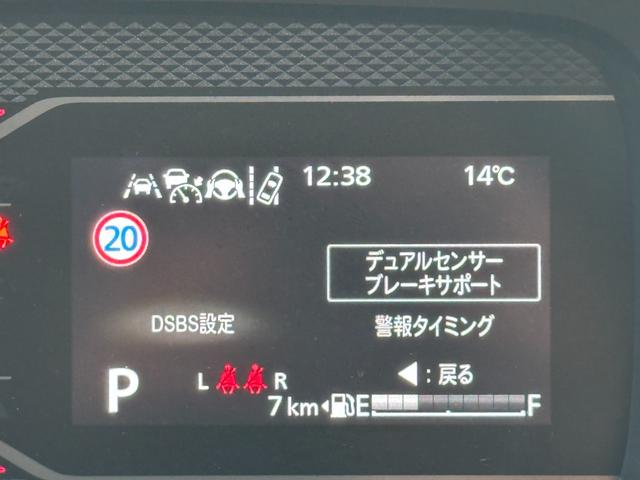 12:38 14℃
20
デュアルセンサー
ブレーキサポート
DSBS設定 警報タイミング
◀:戻る
P L R
7km E F